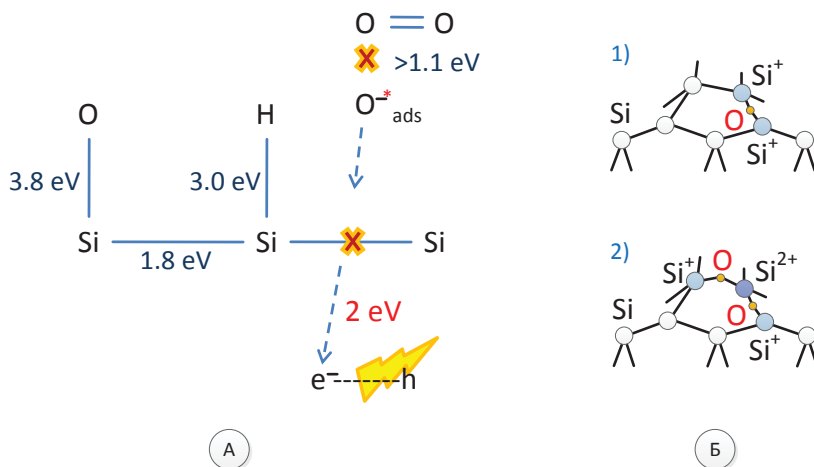 O O
>1.1 eV
O⁻*ads
O H
3.8 eV 3.0 eV
Si Si Si
1.8 eV
2 eV
e⁻-------h
А
1)
Si⁺
Si
O
Si⁺
2)
O
Si⁺ Si²⁺
Si
O
Si⁺
Б